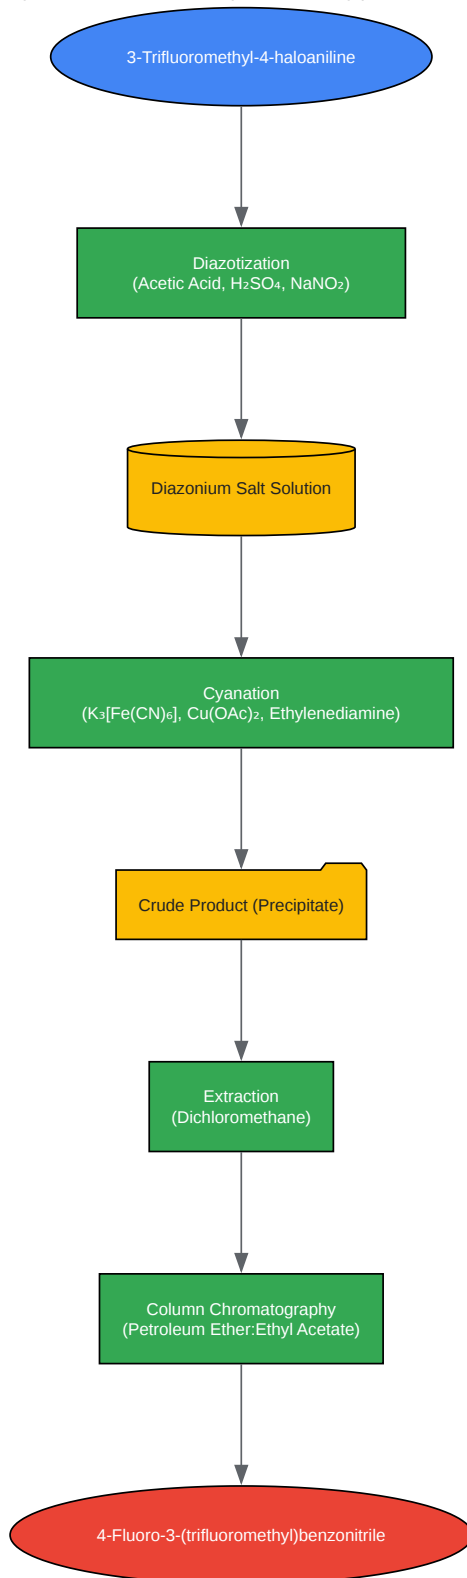 3-Trifluoromethyl-4-haloaniline
Diazotization
(Acetic Acid, H₂SO₄, NaNO₂)
Diazonium Salt Solution
Cyanation
(K₃[Fe(CN)₆], Cu(OAc)₂, Ethylenediamine)
Crude Product (Precipitate)
Extraction
(Dichloromethane)
Column Chromatography
(Petroleum Ether:Ethyl Acetate)
4-Fluoro-3-(trifluoromethyl)benzonitrile